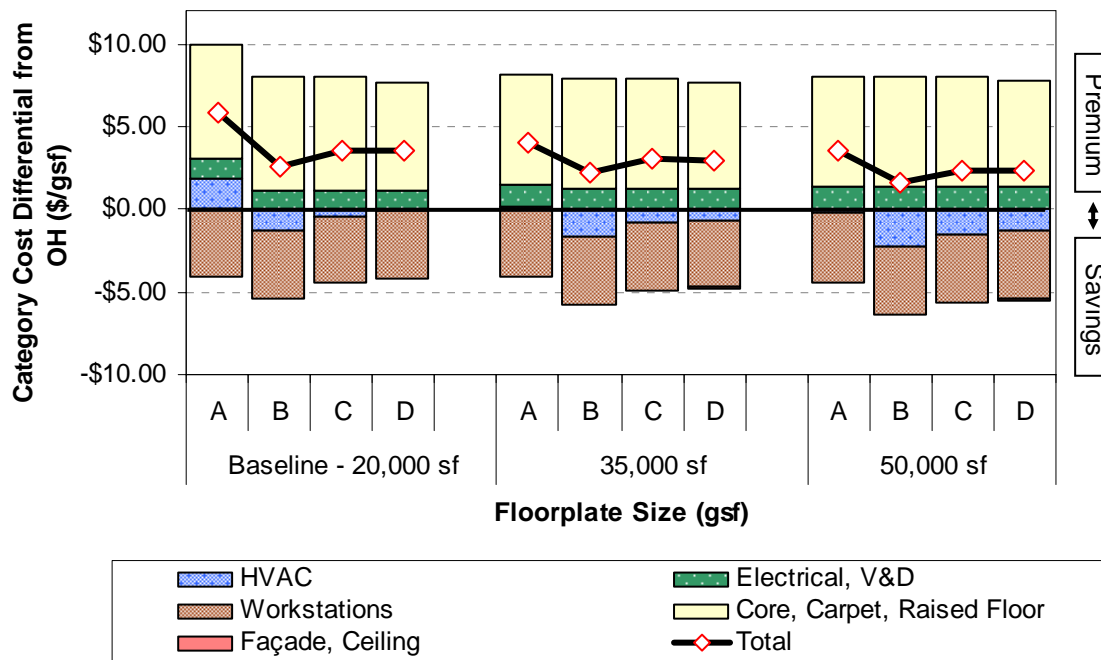 Category Cost Differential from
OH ($/gsf)
$10.00
$5.00
$0.00
-$5.00
-$10.00
Premium
Savings
A B C D A B C D A B C D
Baseline - 20,000 sf 35,000 sf 50,000 sf
Floorplate Size (gsf)
HVAC Electrical, V&D
Workstations Core, Carpet, Raised Floor
Façade, Ceiling Total